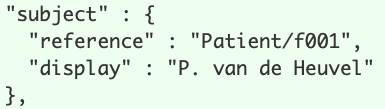 "subject" : {
  "reference" : "Patient/f001",
  "display" : "P. van de Heuvel"
},